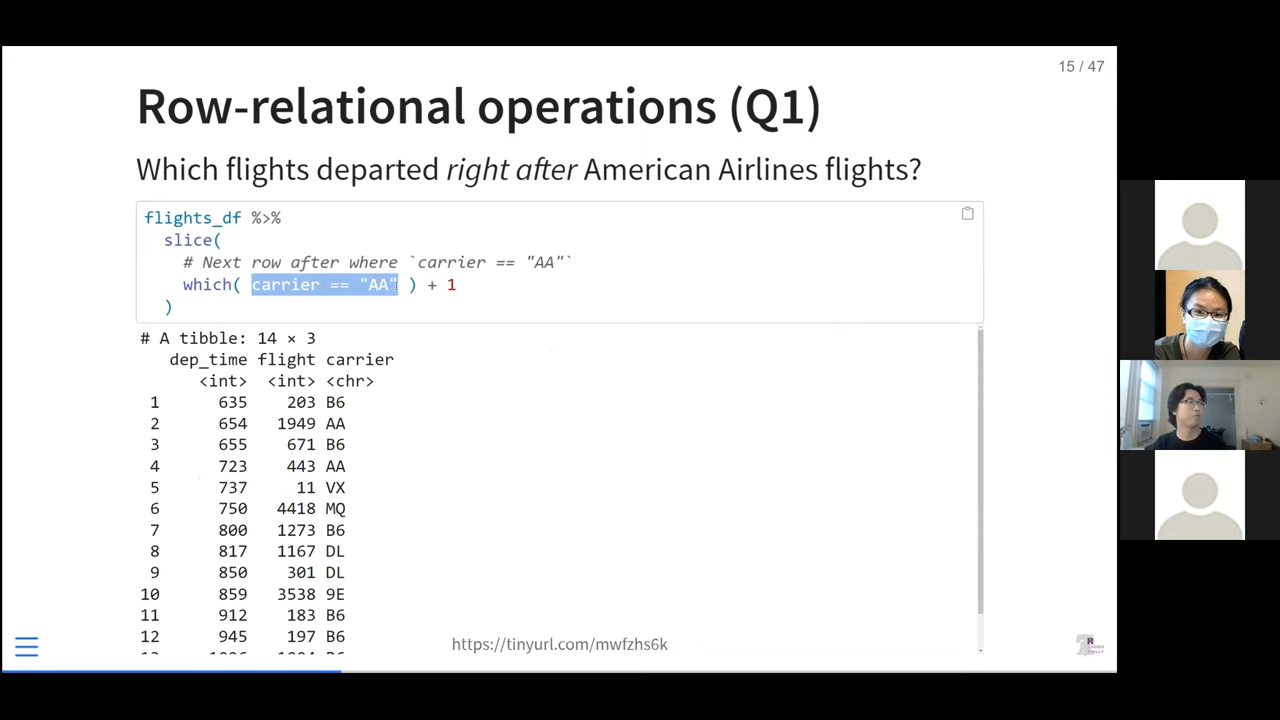 15 / 47
Row-relational operations (Q1)
Which flights departed right after American Airlines flights?
flights_df %>%
slice(
# Next row after where `carrier == "AA"`
which( carrier == "AA" ) + 1
)
# A tibble: 14 × 3
dep_time flight carrier
<int> <int> <chr>
1 635 203 B6
2 654 1949 AA
3 655 671 B6
4 723 443 AA
5 737 11 VX
6 750 4418 MQ
7 800 1273 B6
8 817 1167 DL
9 850 301 DL
10 859 3538 9E
11 912 183 B6
12 945 197 B6
https://tinyurl.com/mwfzhs6k
R